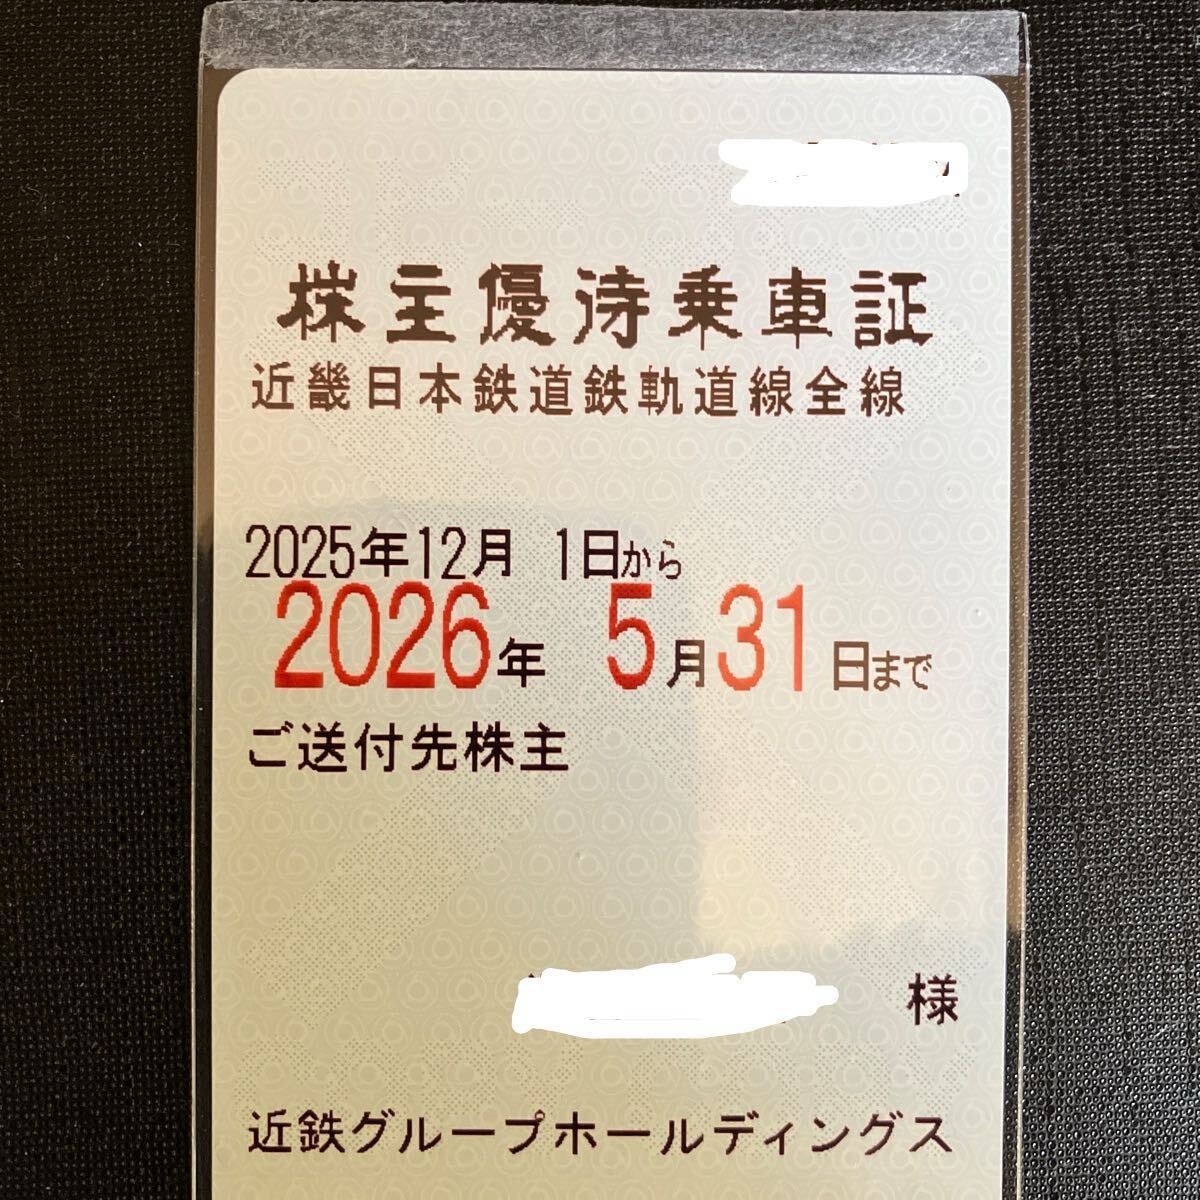 株主優待乗車証
近畿日本鉄道鉄軌道線全線
2025年12月 1日から
2026年 5月31日まで
ご送付先株主
様
近鉄グループホールディングス